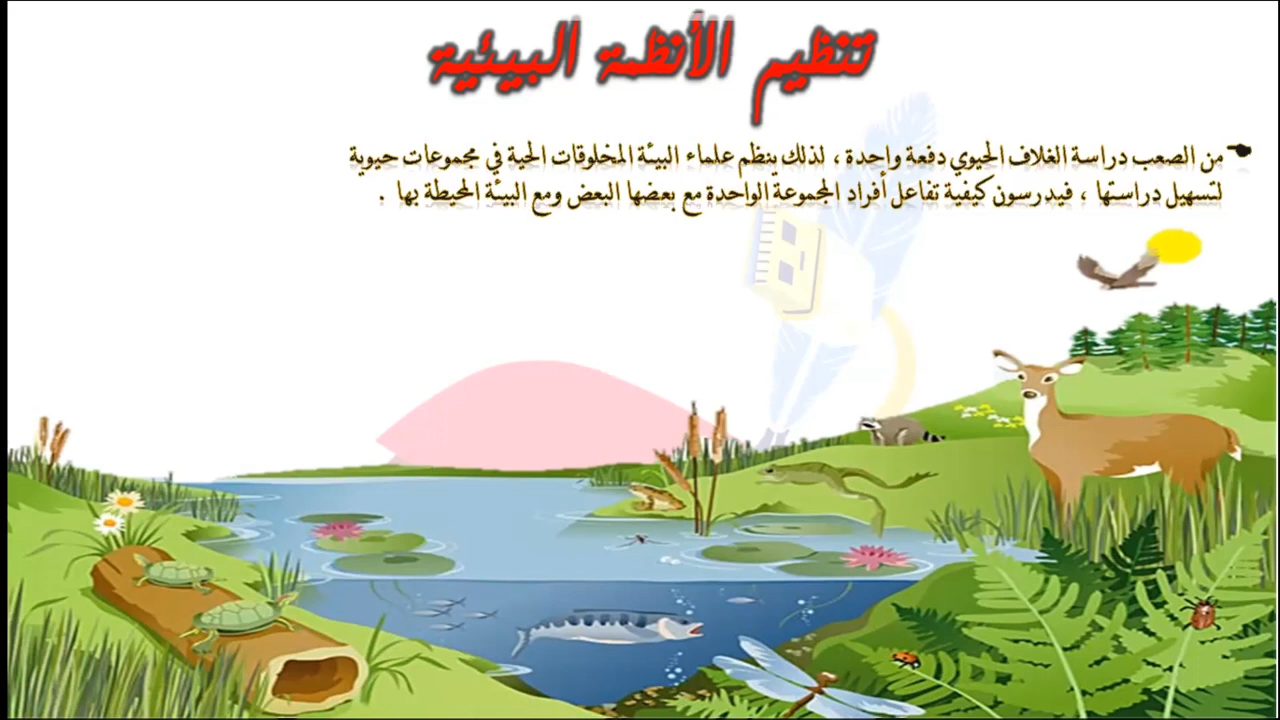 تنظيم الأنظمة البيئية
من الصعب دراسة الغلاف الحيوي دفعة واحدة ، لذلك ينظم علماء البيئة المخلوقات الحية في مجموعات حيوية
لتسهيل دراستها ، فيدرسون كيفية تفاعل أفراد المجموعة الواحدة مع بعضها البعض ومع البيئة المحيطة بها .